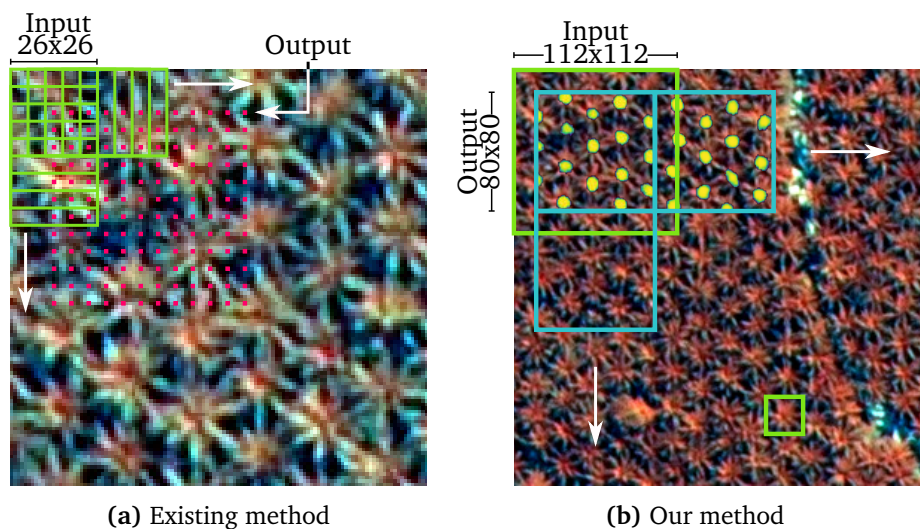 Input
26x26
Output
Input
112x112
Output
80x80
(a) Existing method
(b) Our method